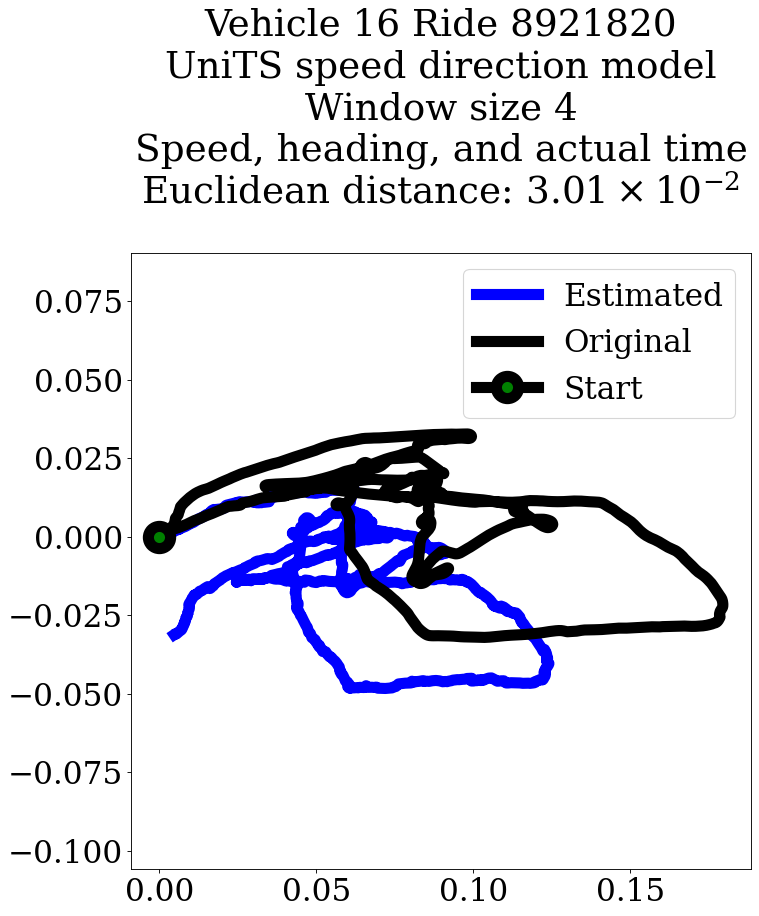 Vehicle 16 Ride 8921820
UniTS speed direction model
Window size 4
Speed, heading, and actual time
Euclidean distance: 3.01 × 10⁻²
Estimated
Original
Start
0.075
0.050
0.025
0.000
−0.025
−0.050
−0.075
−0.100
0.00 0.05 0.10 0.15